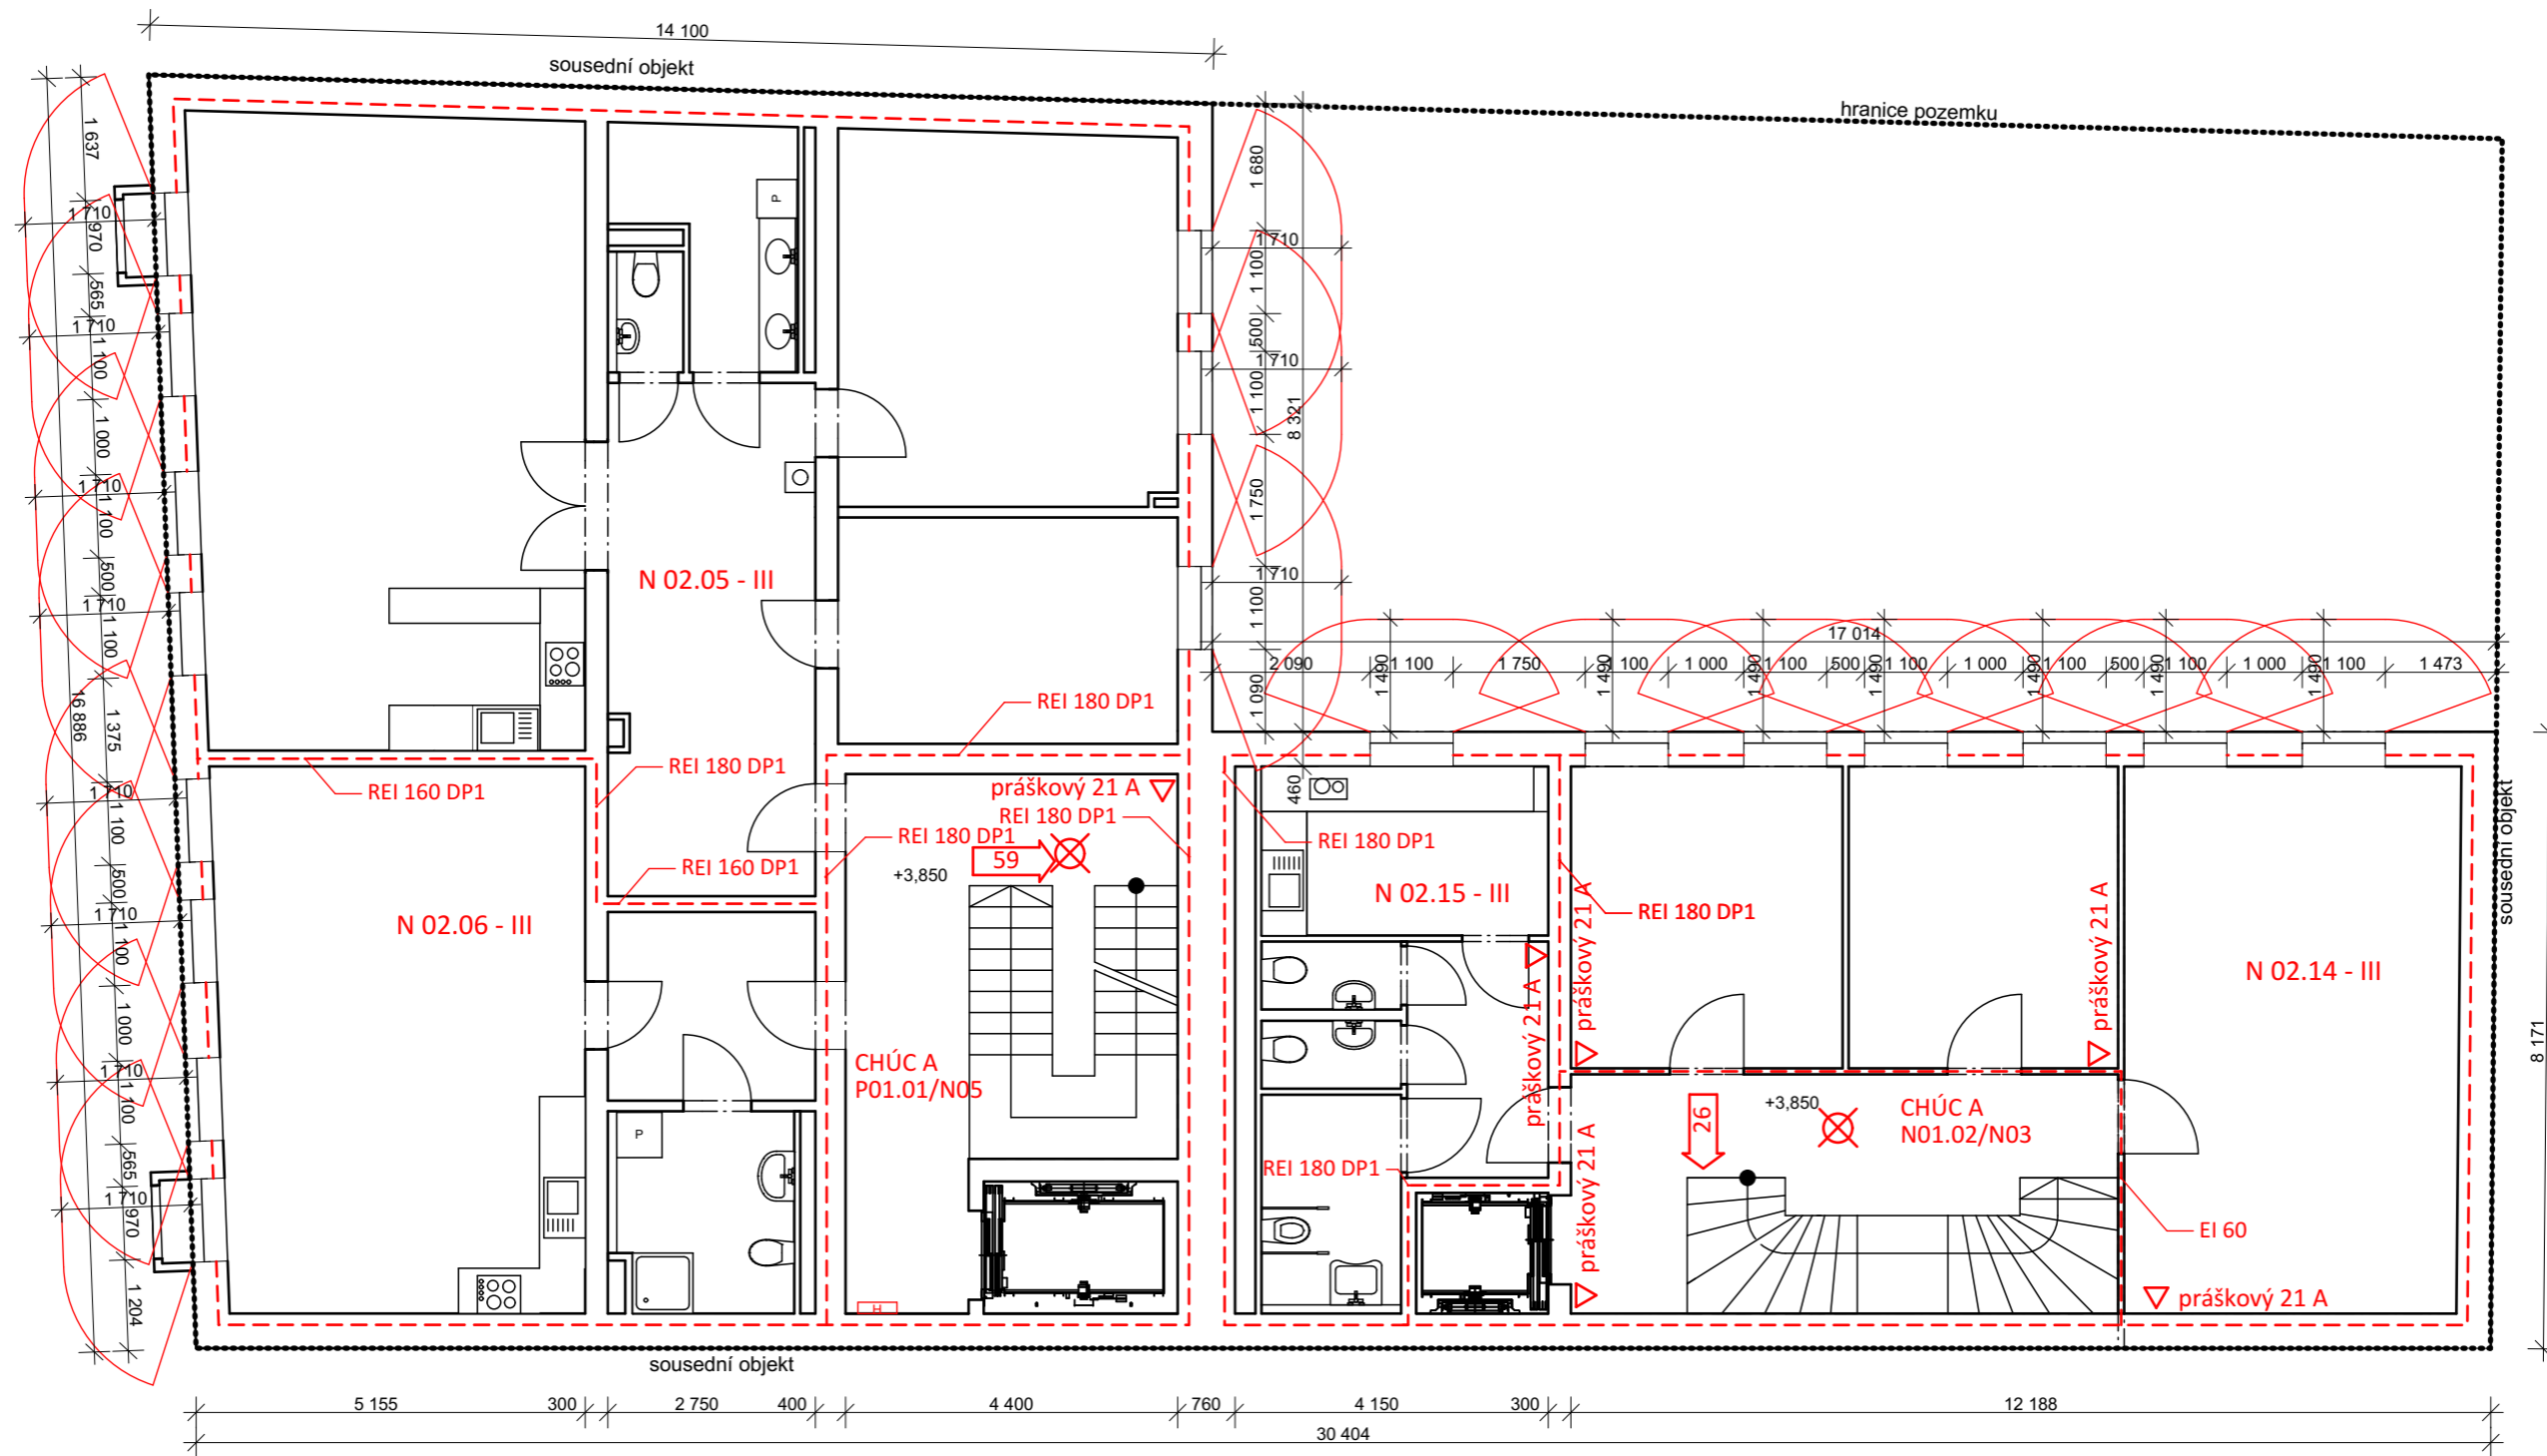 14 100
sousední objekt
hranice pozemku
1 637
1 710
970
565
1 710
1 100
1 000
1 710
1 100
500
1 710
1 100
16 886
1 375
1 710
1 100
500
1 710
1 100
1 000
1 710
1 100
565
1 710
970
1 204
P
1 680
1 710
1 100
500
1 710
1 100
8 321
1 750
1 710
1 100
1 090
460
17 014
2 090
1 490
1 100
1 750
1 490
1 100
1 000
1 490
1 100
500
1 490
1 100
1 000
1 490
1 100
500
1 490
1 100
1 000
1 490
1 100
1 473
N 02.05 - III
REI 180 DP1
REI 180 DP1
REI 160 DP1
práškový 21 A
REI 180 DP1
REI 180 DP1
REI 160 DP1
59
+3,850
N 02.06 - III
CHÚC A
P01.01/N05
P
H
REI 180 DP1
N 02.15 - III
REI 180 DP1
práškový 21 A
práškový 21 A
práškový 21 A
N 02.14 - III
práškový 21 A
práškový 21 A
REI 180 DP1
26
+3,850
CHÚC A
N01.02/N03
EI 60
práškový 21 A
sousední objekt
8 171
sousední objekt
5 155
300
2 750
400
4 400
760
4 150
300
12 188
30 404